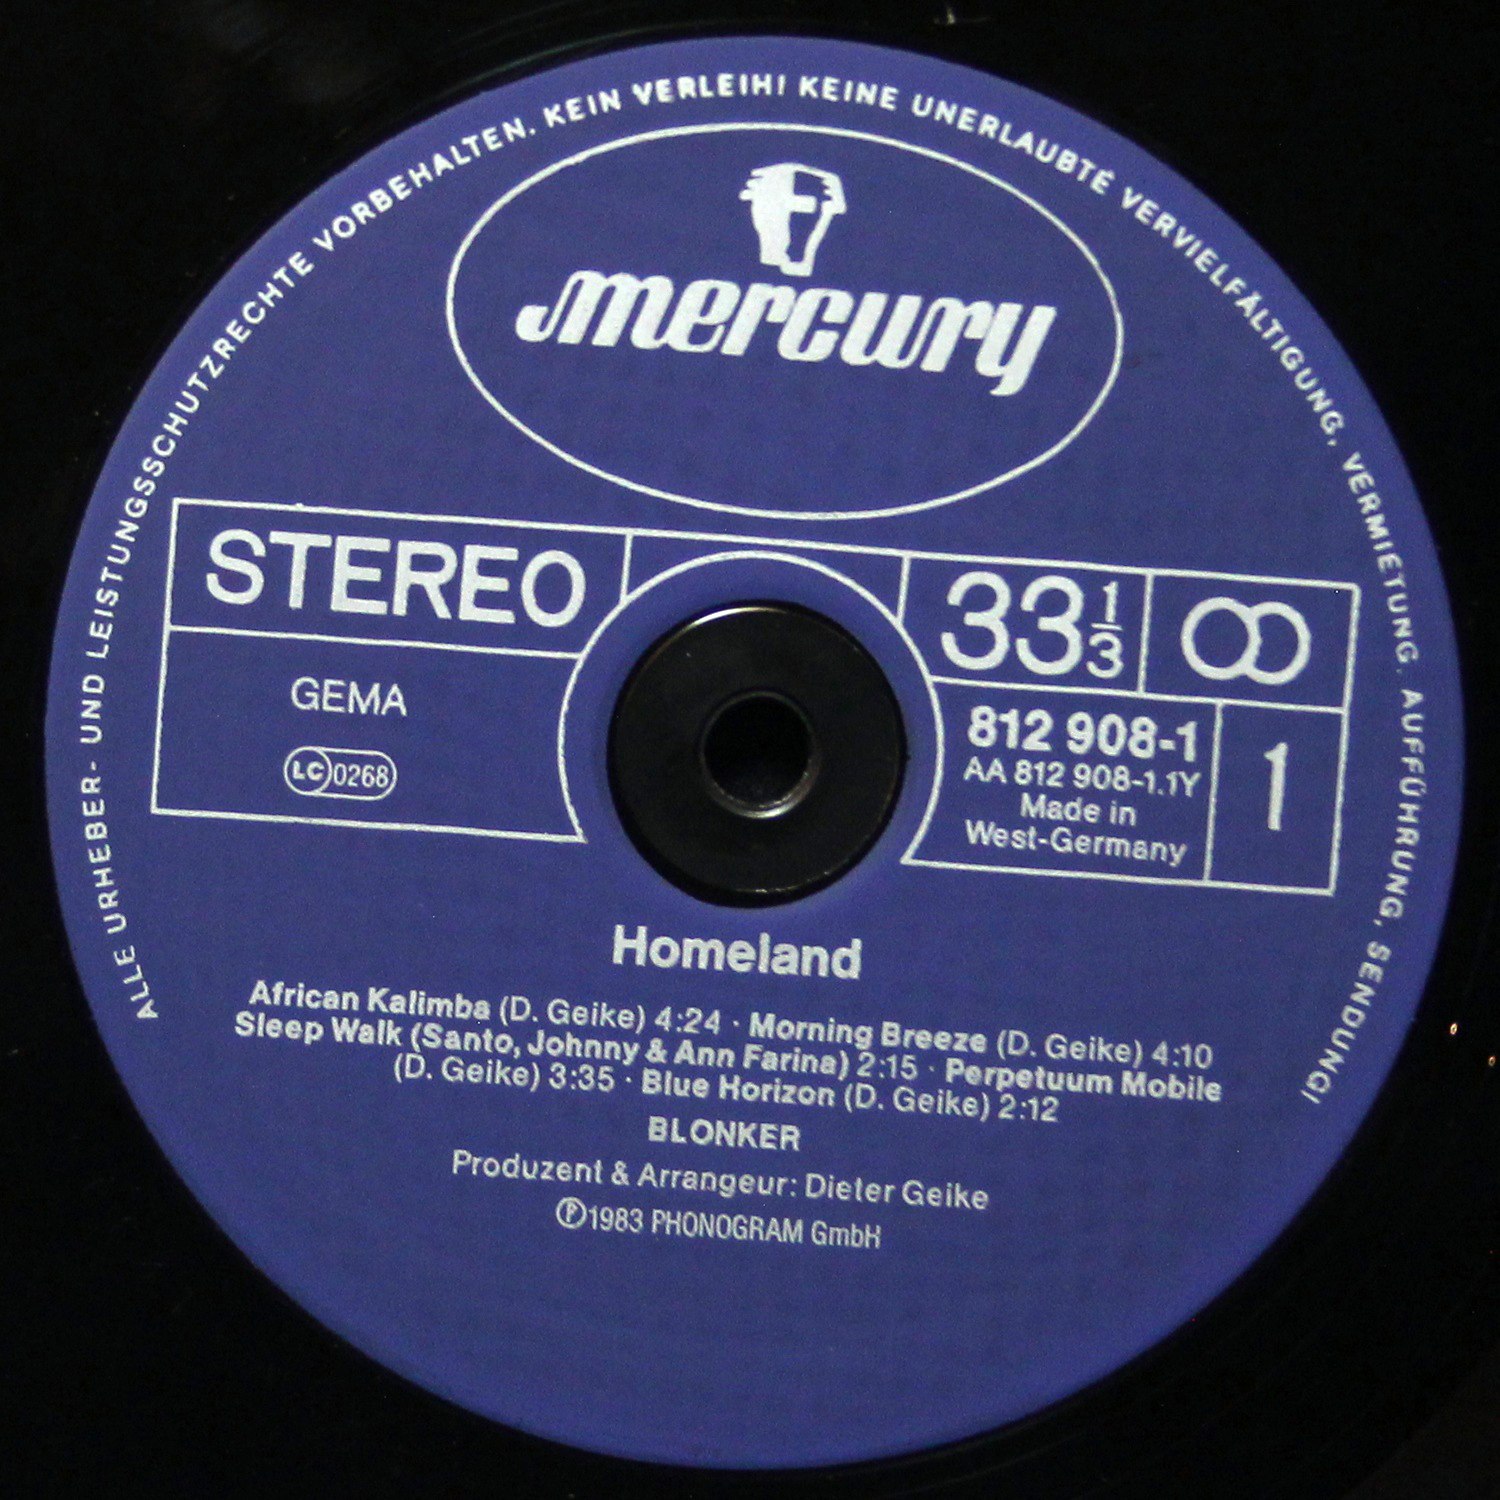 ALLE URHEBER- UND LEISTUNGSSCHUTZRECHTE VORBEHALTEN. KEIN VERLEIH! KEINE UNERLAUBTE VERVIELFÄLTIGUNG, VERMIETUNG, AUFFÜHRUNG, SENDUNG!
mercury
STEREO
33 1/3
GEMA
LC 0268
812 908-1
AA 812 908-1.1Y
Made in
West-Germany
1
Homeland
African Kalimba (D. Geike) 4:24 · Morning Breeze (D. Geike) 4:10
Sleep Walk (Santo, Johnny & Ann Farina) 2:15 · Perpetuum Mobile
(D. Geike) 3:35 · Blue Horizon (D. Geike) 2:12
BLONKER
Produzent & Arrangeur: Dieter Geike
Ⓟ1983 PHONOGRAM GmbH